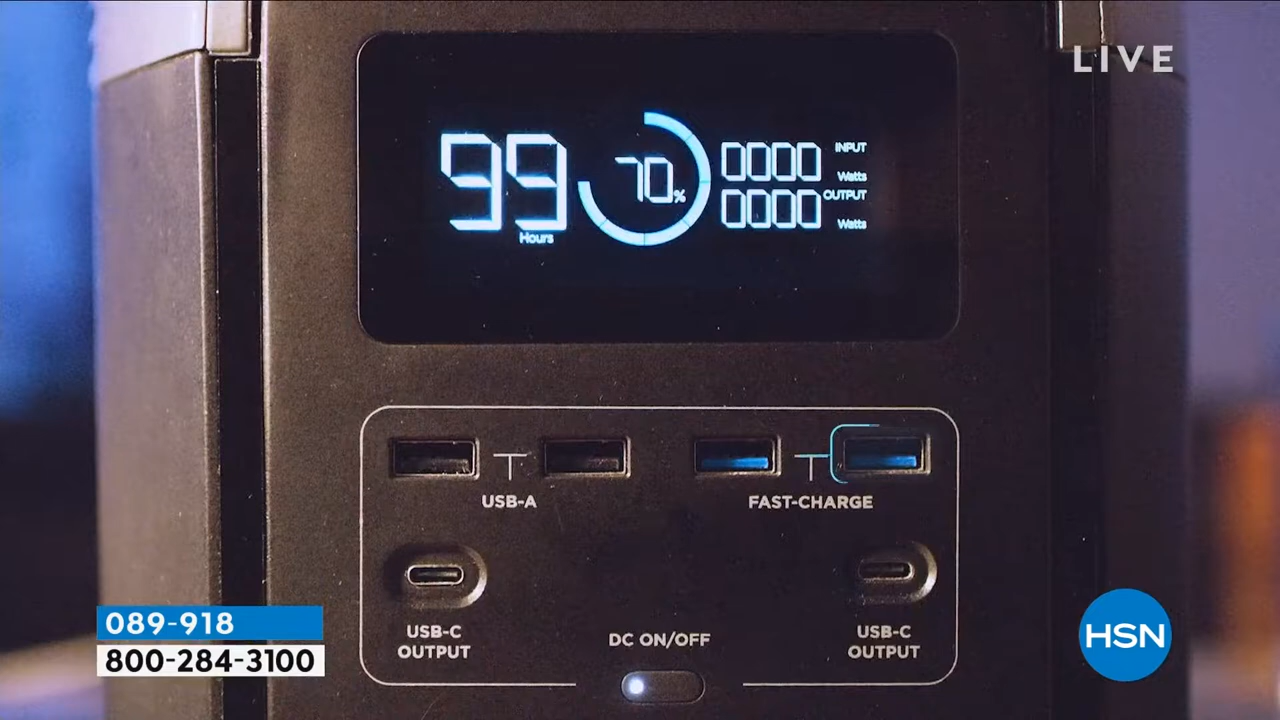 LIVE
99
Hours
70%
0000
INPUT
Watts
0000
OUTPUT
Watts
USB-A
FAST-CHARGE
USB-C
OUTPUT
DC ON/OFF
USB-C
OUTPUT
089-918
800-284-3100
HSN